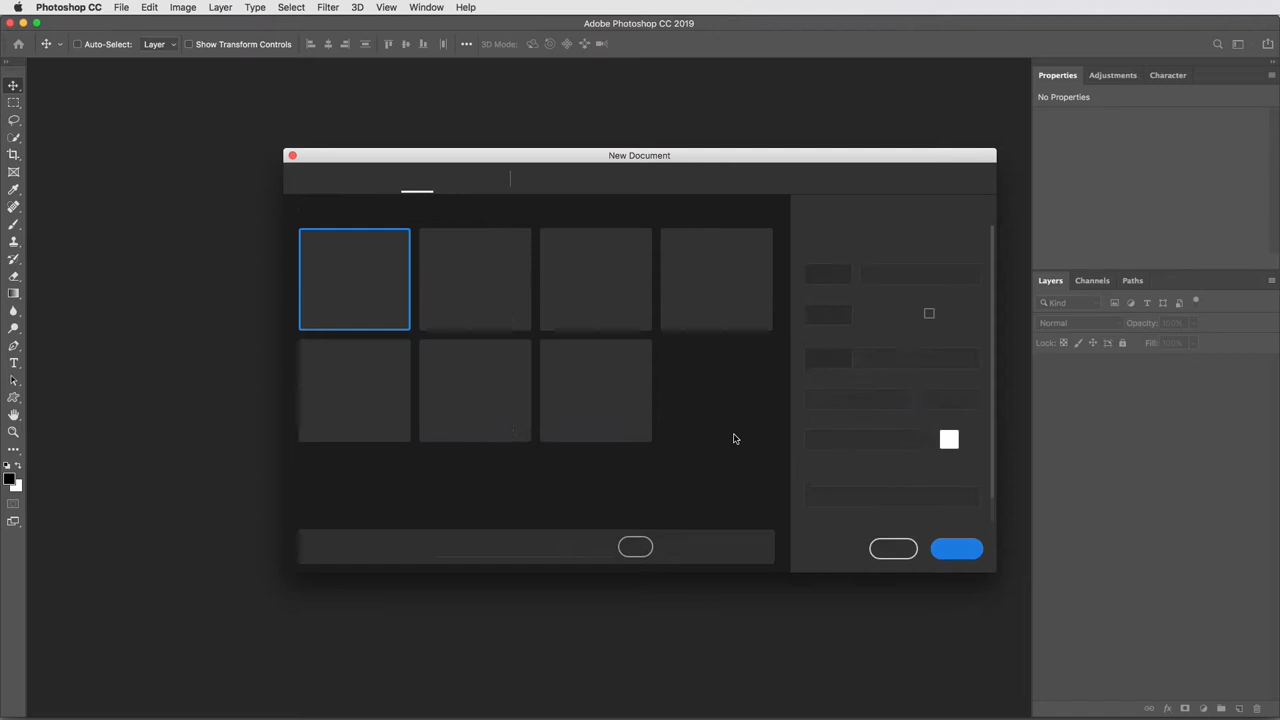 Photoshop CC File Edit Image Layer Type Select Filter 3D View Window Help
Adobe Photoshop CC 2019
Auto-Select: Layer Show Transform Controls 3D Mode:
Properties Adjustments Character
No Properties
New Document
Layers Channels Paths
Kind
Normal Opacity: 100%
Lock: Fill: 100%